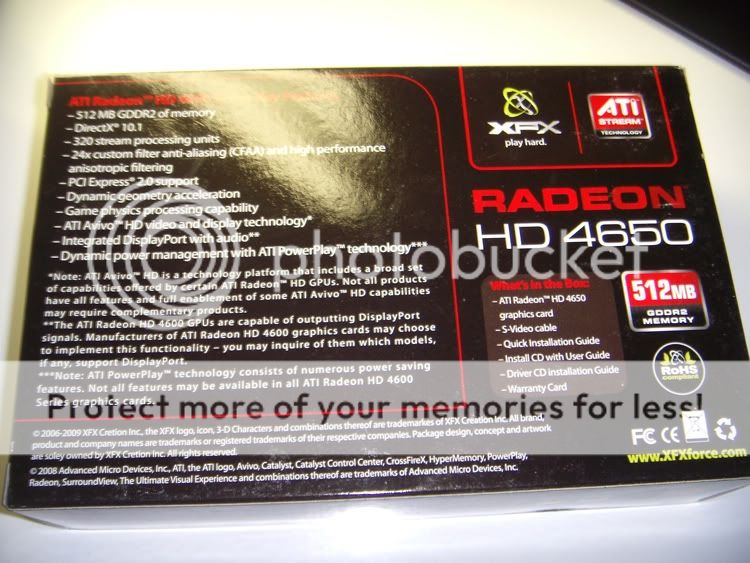 ATI Radeon™ HD
– 512 MB GDDR2 of memory
– DirectX® 10.1
– 320 stream processing units
– 24x custom filter anti-aliasing (CFAA) and high performance
anisotropic filtering
– PCI Express® 2.0 support
– Dynamic geometry acceleration
– Game physics processing capability
– ATI Avivo™ HD video and display technology*
– Integrated DisplayPort with audio**
– Dynamic power management with ATI PowerPlay™ technology***
*Note: ATI Avivo™ HD is a technology platform that includes a broad set
of capabilities offered by certain ATI Radeon™ HD GPUs. Not all products
have all features and full enablement of some ATI Avivo™ HD capabilities
may require complementary products.
**The ATI Radeon HD 4600 GPUs are capable of outputing DisplayPort
signals. Manufacturers of ATI Radeon HD 4600 graphics cards may choose
to implement this functionality – you may inquire of them which models,
if any, support DisplayPort.
***Note: ATI PowerPlay™ technology consists of numerous power saving
features. Not all features may be available in all ATI Radeon HD 4600
Series graphics cards.
© 2006-2009 XFX Cretion Inc., the XFX logo, icon, 3-D Characters and combinations thereof are trademarkes of XFX Creation Inc. All brand,
product and company names are trademarks or registered trademarks of their respective companies. Package design, concept and artwork
are soley owned by XFX Cretion Inc. All rights reserved.
© 2008 Advanced Micro Devices, Inc., ATI, the ATI logo, Avivo, Catalyst, Catalyst Control Center, CrossFireX, HyperMemory, PowerPlay,
Radeon, SurroundView, The Ultimate Visual Experience and combinations thereof are trademarks of Advanced Micro Devices, Inc.
XFX
play hard.
ATI
STREAM
TECHNOLOGY
RADEON™
HD 4650
What's in the Box:
– ATI Radeon™ HD 4650
graphics card
– S-Video cable
– Quick Installation Guide
– Install CD with User Guide
– Driver CD installation Guide
– Warranty Card
512MB
GDDR2
MEMORY
RoHS
compliant
FC CE
www.XFXforce.com
photobucket
Protect more of your memories for less!